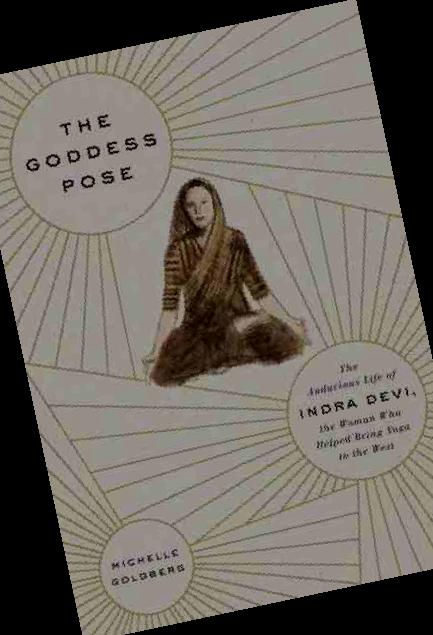 THE
GODDESS
POSE
The
Audacious Life of
INDRA DEVI,
the Woman Who
Helped Bring Yoga
to the West
MICHELLE
GOLDBERG